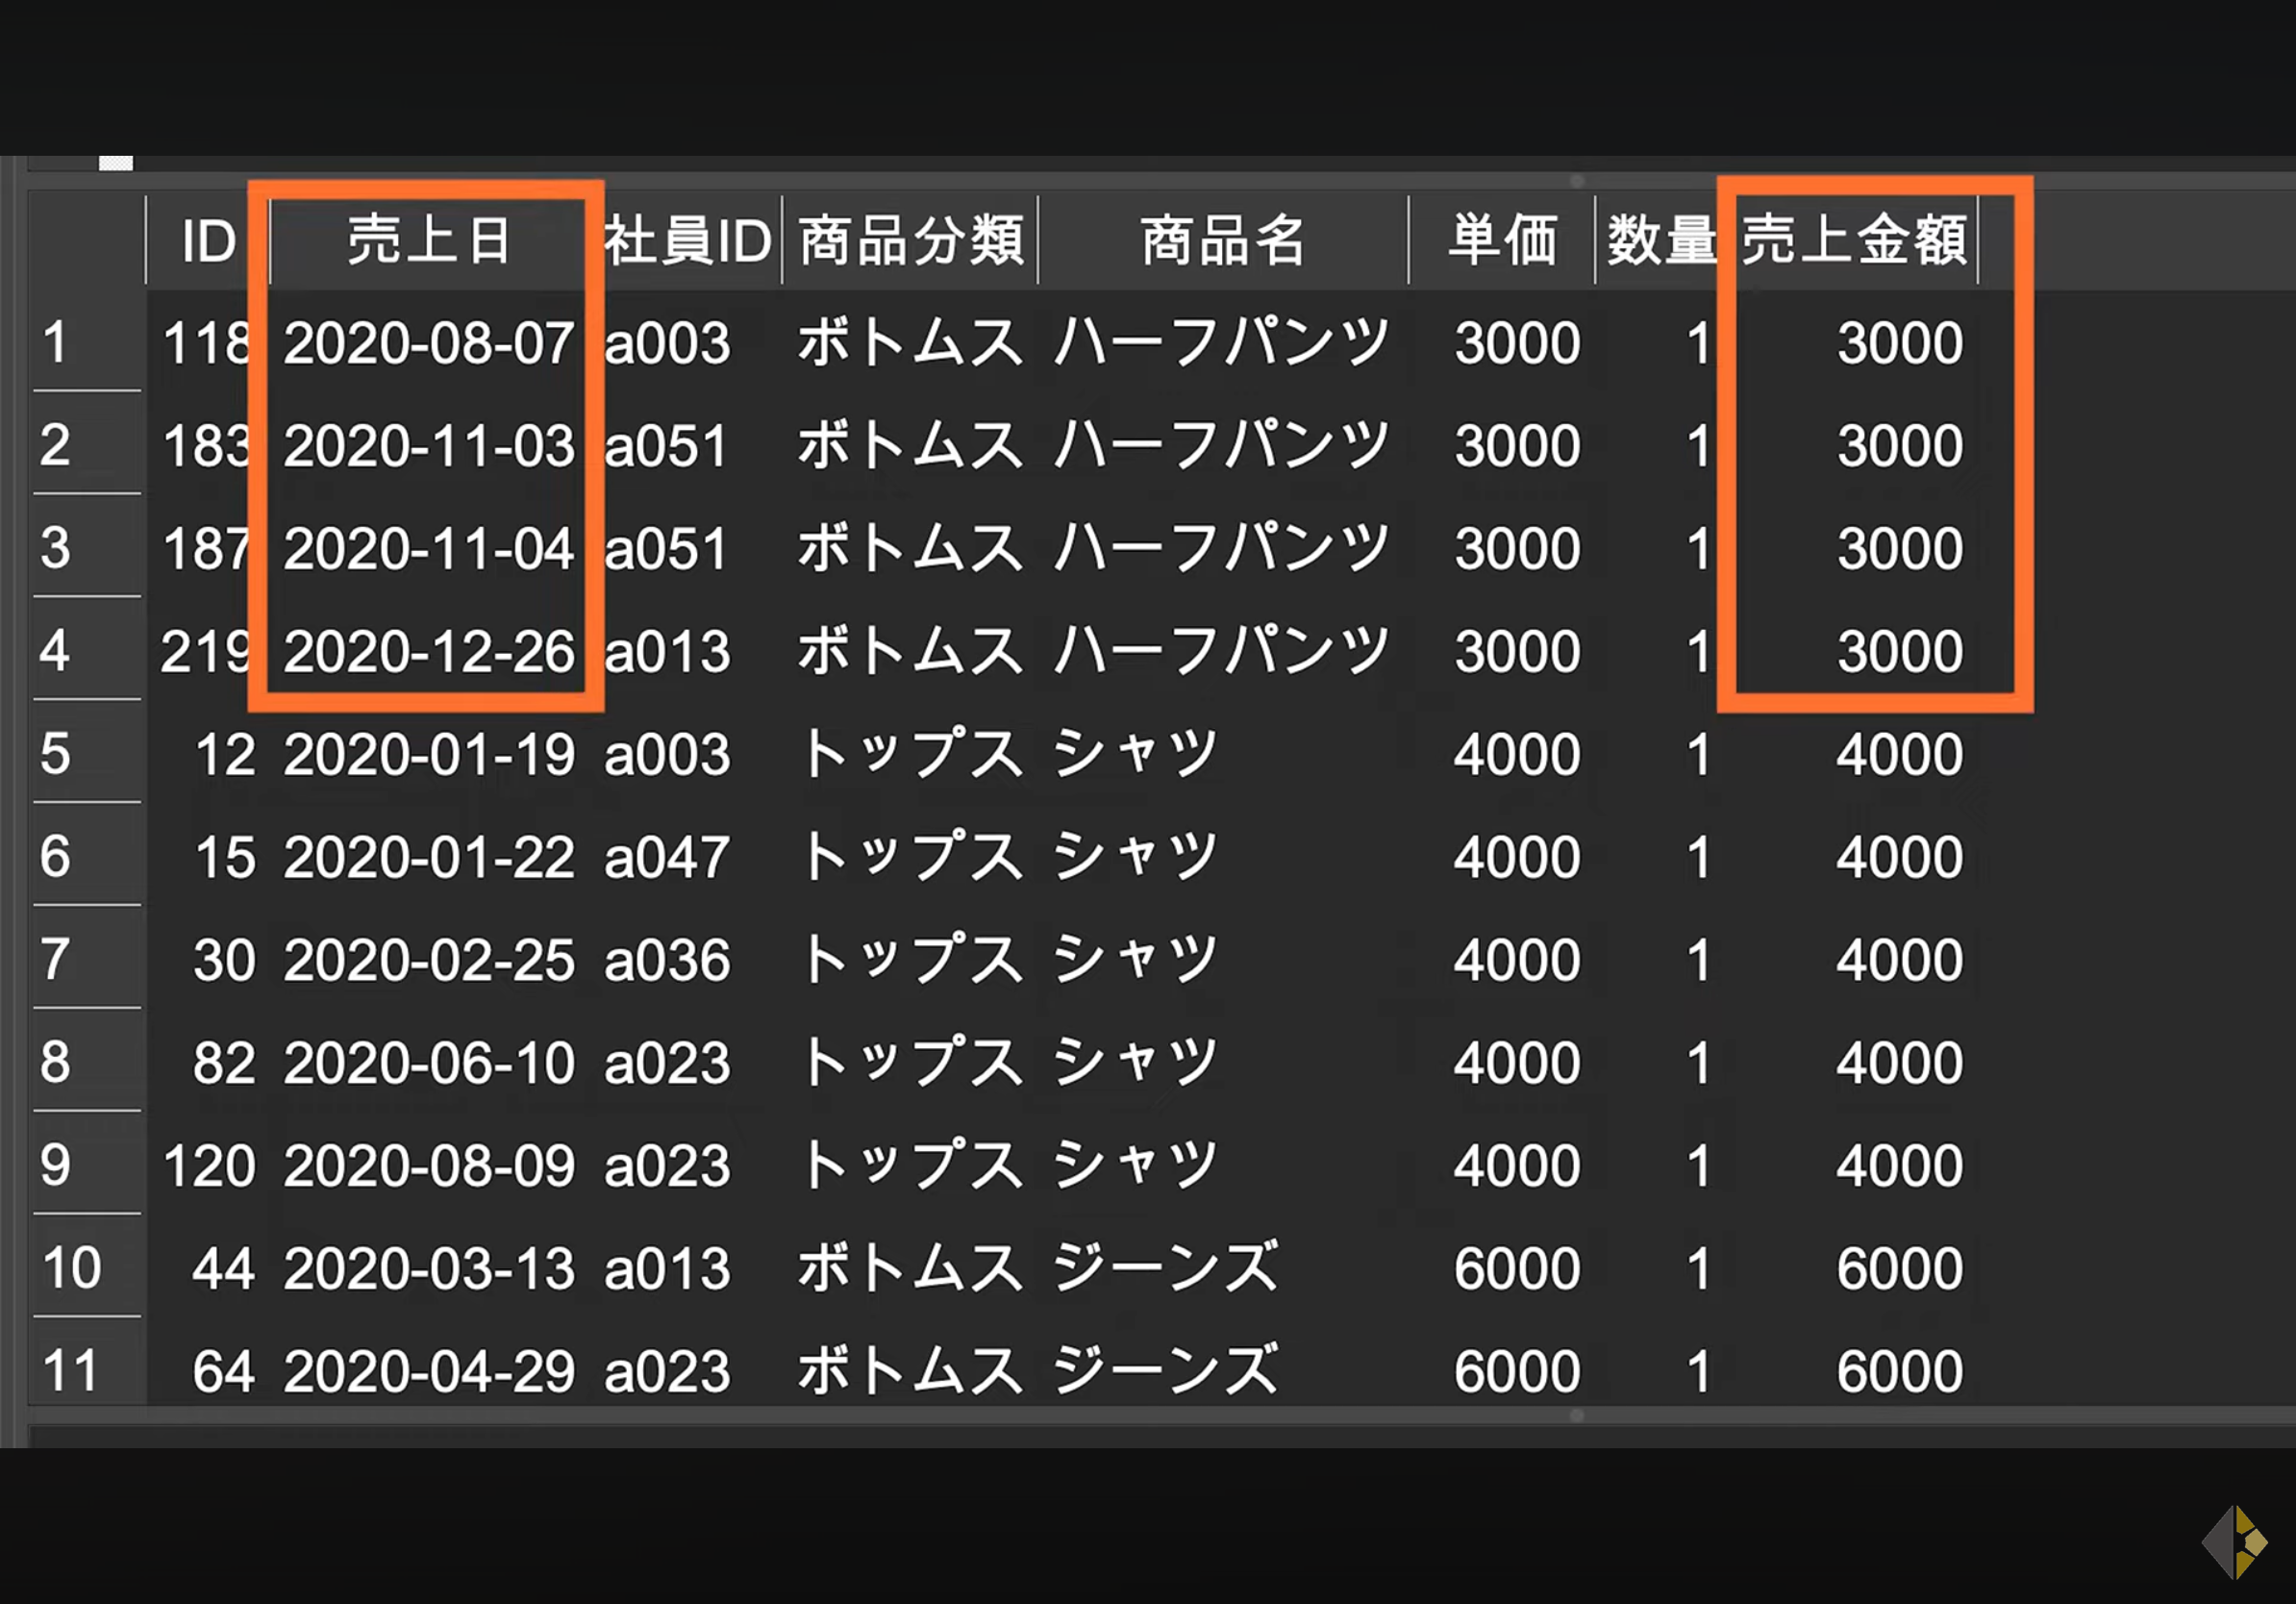 ID 売上日 社員ID 商品分類 商品名 単価 数量 売上金額
1 118 2020-08-07 a003 ボトムス ハーフパンツ 3000 1 3000
2 183 2020-11-03 a051 ボトムス ハーフパンツ 3000 1 3000
3 187 2020-11-04 a051 ボトムス ハーフパンツ 3000 1 3000
4 219 2020-12-26 a013 ボトムス ハーフパンツ 3000 1 3000
5 12 2020-01-19 a003 トップス シャツ 4000 1 4000
6 15 2020-01-22 a047 トップス シャツ 4000 1 4000
7 30 2020-02-25 a036 トップス シャツ 4000 1 4000
8 82 2020-06-10 a023 トップス シャツ 4000 1 4000
9 120 2020-08-09 a023 トップス シャツ 4000 1 4000
10 44 2020-03-13 a013 ボトムス ジーンズ 6000 1 6000
11 64 2020-04-29 a023 ボトムス ジーンズ 6000 1 6000